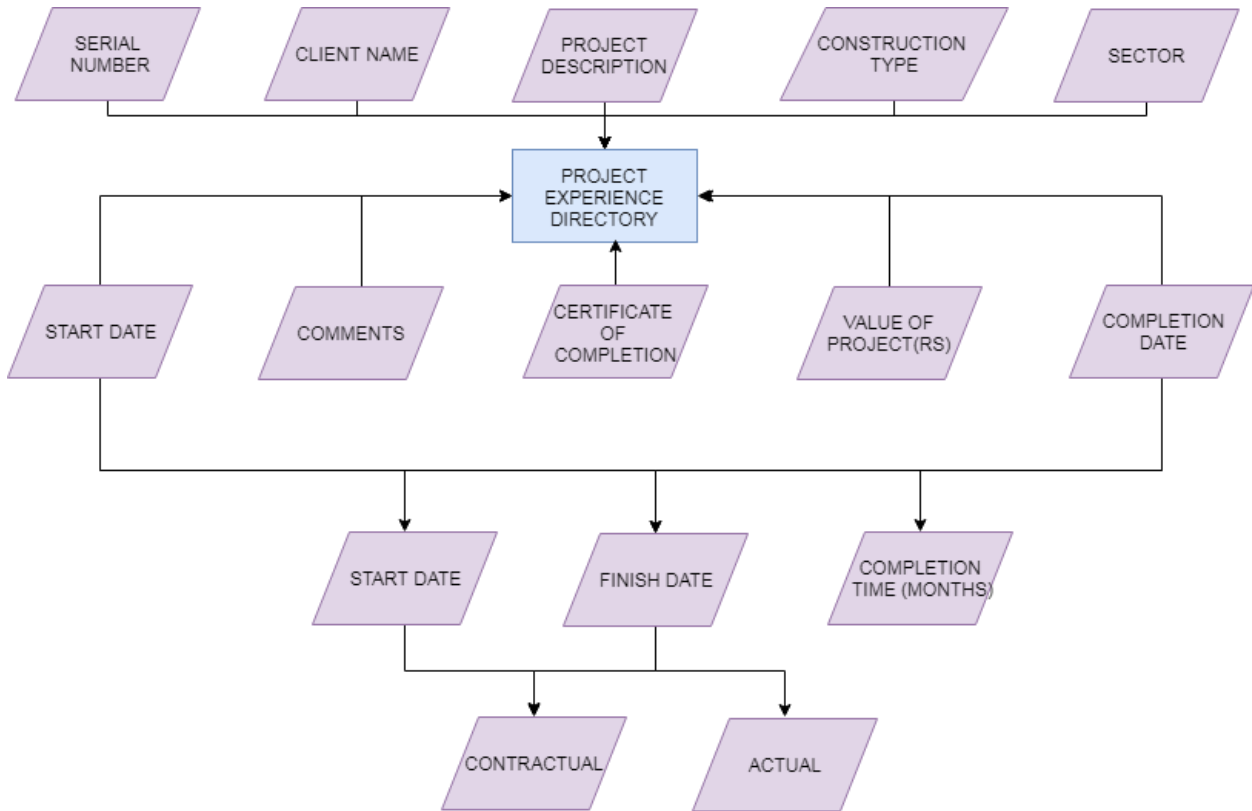 SERIAL
NUMBER
CLIENT NAME
PROJECT
DESCRIPTION
CONSTRUCTION
TYPE
SECTOR
PROJECT
EXPERIENCE
DIRECTORY
START DATE
COMMENTS
CERTIFICATE
OF
COMPLETION
VALUE OF
PROJECT(RS)
COMPLETION
DATE
START DATE
FINISH DATE
COMPLETION
TIME (MONTHS)
CONTRACTUAL
ACTUAL